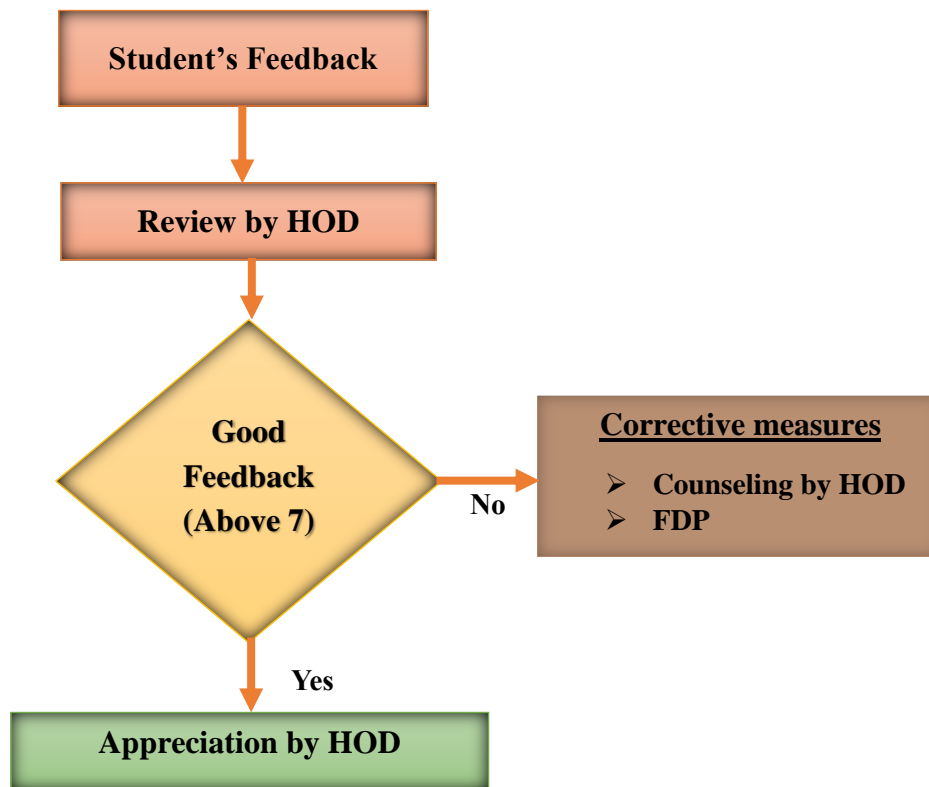 Student’s Feedback
Review by HOD
Good
Feedback
(Above 7)
No
Corrective measures
➢ Counseling by HOD
➢ FDP
Yes
Appreciation by HOD